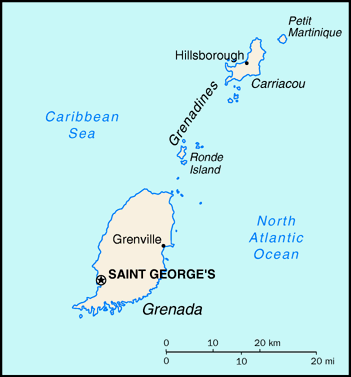 Petit
Martinique
Hillsborough
Carriacou
Grenadines
Caribbean
Sea
Ronde
Island
North
Atlantic
Ocean
Grenville
SAINT GEORGE'S
Grenada
0 10 20 km
0 10 20 mi